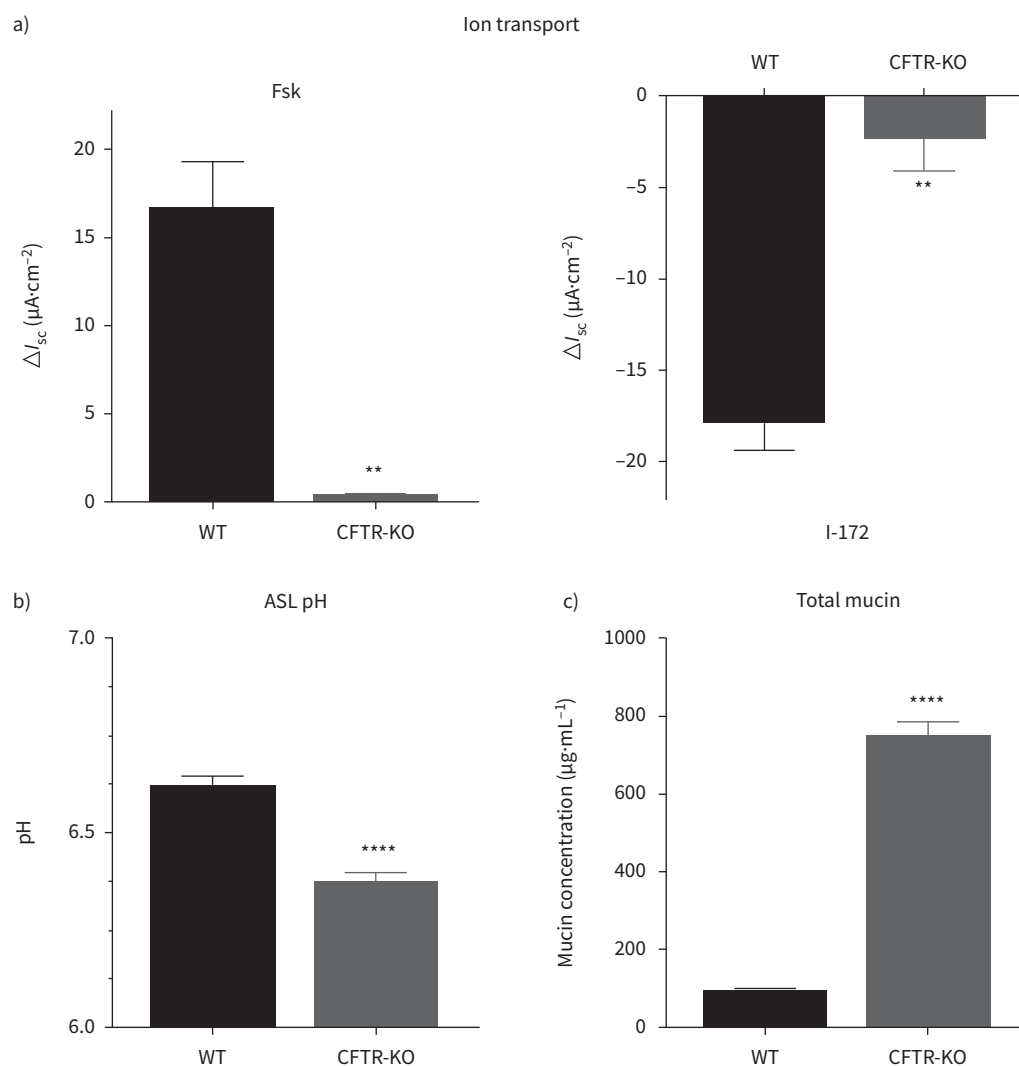 a)
Ion transport
Fsk
ΔIsc (µA·cm−2)
20
15
10
5
0
**
WT
CFTR-KO
WT
CFTR-KO
ΔIsc (µA·cm−2)
0
−5
−10
−15
−20
**
I-172
b)
ASL pH
pH
7.0
6.5
6.0
****
WT
CFTR-KO
c)
Total mucin
Mucin concentration (µg·mL−1)
1000
800
600
400
200
0
****
WT
CFTR-KO